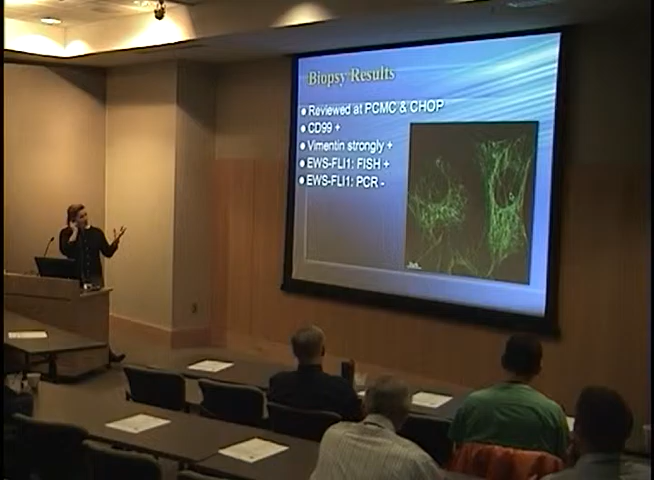 Biopsy Results
Reviewed at PCMC & CHOP
CD99 +
Vimentin strongly +
EWS-FLI1: FISH +
EWS-FLI1: PCR -